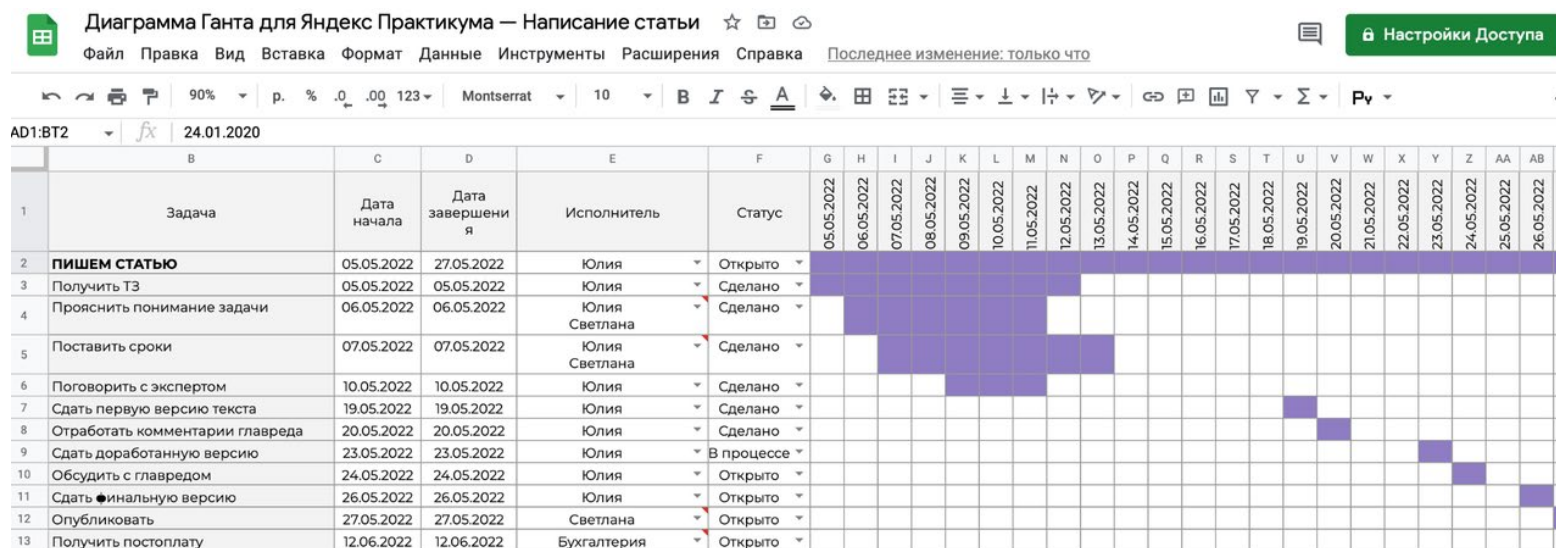 Диаграмма Ганта для Яндекс Практикума — Написание статьи
Файл Правка Вид Вставка Формат Данные Инструменты Расширения Справка Последнее изменение: только что
Настройки Доступа
90% р. % .0 .00 123 Montserrat 10 B I S A Σ Ру
AD1:BT2 fx 24.01.2020
B C D E F G H I J K L M N O P Q R S T U V W X Y Z AA AB
1 Задача Дата начала Дата завершени я Исполнитель Статус 05.05.2022 06.05.2022 07.05.2022 08.05.2022 09.05.2022 10.05.2022 11.05.2022 12.05.2022 13.05.2022 14.05.2022 15.05.2022 16.05.2022 17.05.2022 18.05.2022 19.05.2022 20.05.2022 21.05.2022 22.05.2022 23.05.2022 24.05.2022 25.05.2022 26.05.2022
2 ПИШЕМ СТАТЬЮ 05.05.2022 27.05.2022 Юлия Открыто
3 Получить ТЗ 05.05.2022 05.05.2022 Юлия Сделано
4 Прояснить понимание задачи 06.05.2022 06.05.2022 Юлия Сделано
Светлана
5 Поставить сроки 07.05.2022 07.05.2022 Юлия Сделано
Светлана
6 Поговорить с экспертом 10.05.2022 10.05.2022 Юлия Сделано
7 Сдать первую версию текста 19.05.2022 19.05.2022 Юлия Сделано
8 Отработать комментарии главреда 20.05.2022 20.05.2022 Юлия Сделано
9 Сдать доработанную версию 23.05.2022 23.05.2022 Юлия В процессе
10 Обсудить с главредом 24.05.2022 24.05.2022 Юлия Открыто
11 Сдать финальную версию 26.05.2022 26.05.2022 Юлия Открыто
12 Опубликовать 27.05.2022 27.05.2022 Светлана Открыто
13 Получить постоплату 12.06.2022 12.06.2022 Бухгалтерия Открыто